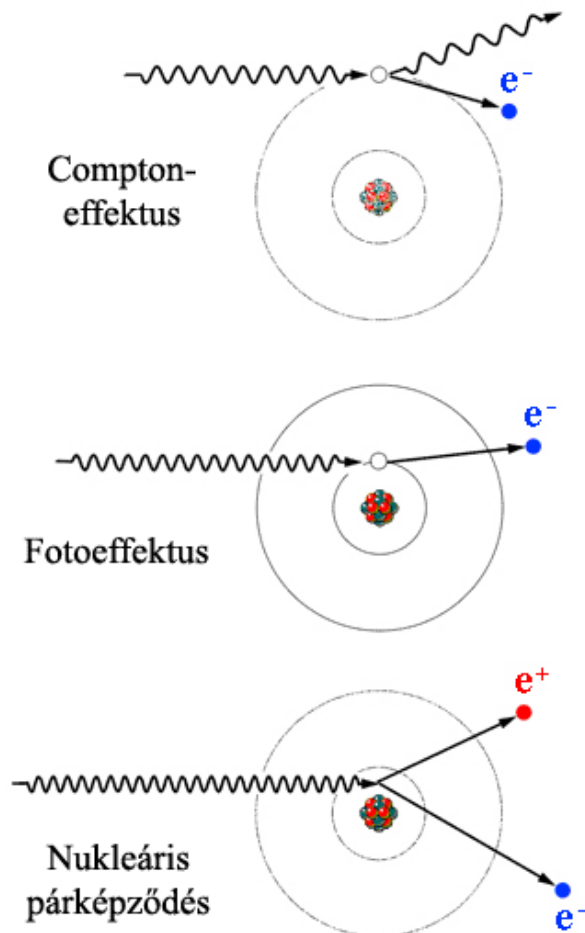 e⁻
Compton-
effektus
e⁻
Fotoeffektus
e⁺
Nukleáris
párképződés
e⁻